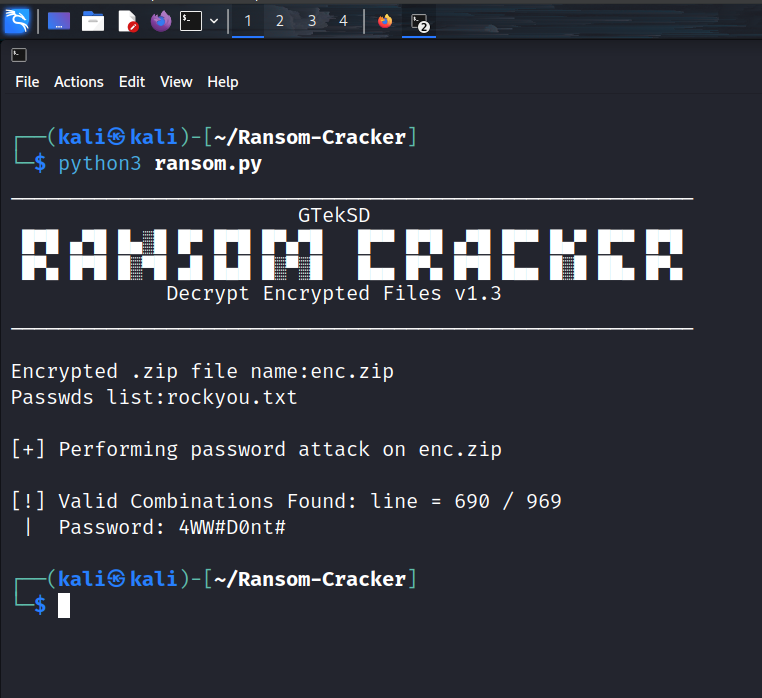 1 2 3 4 2
File Actions Edit View Help
┌──(kali㉿kali)-[~/Ransom-Cracker]
└─$ python3 ransom.py
GTekSD
RANSOM CRACKER
Decrypt Encrypted Files v1.3
Encrypted .zip file name:enc.zip
Passwds list:rockyou.txt
[+] Performing password attack on enc.zip
[!] Valid Combinations Found: line = 690 / 969
| Password: 4WW#D0nt#
┌──(kali㉿kali)-[~/Ransom-Cracker]
└─$